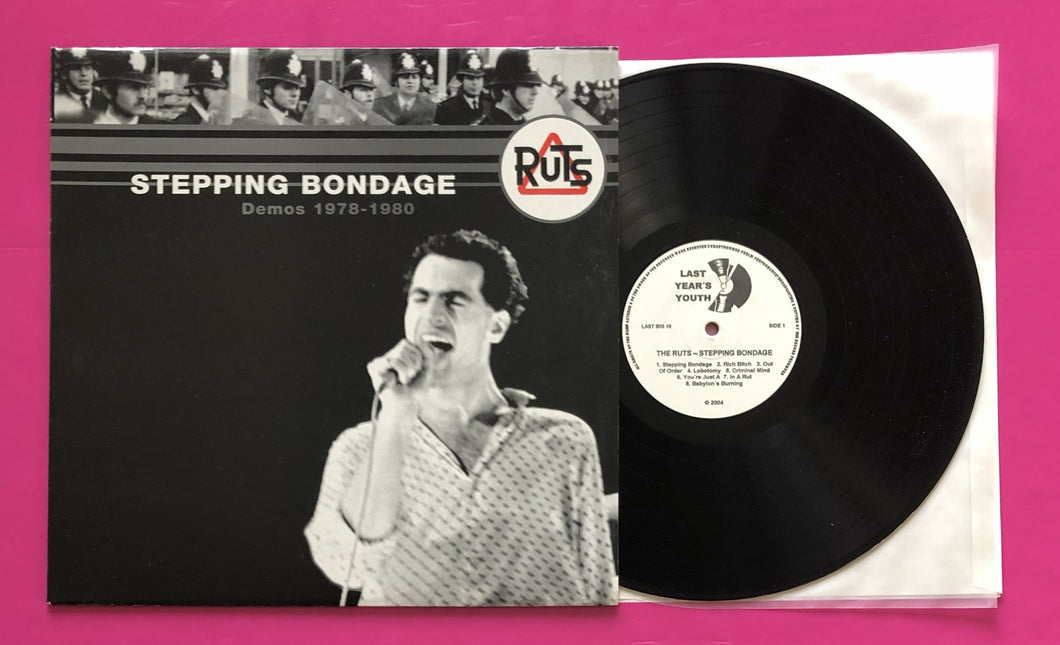 STEPPING BONDAGE
Demos 1978-1980
RUTS
LAST
YEAR'S
YOUTH
LAST BIG 10
SIDE 1
THE RUTS – STEPPING BONDAGE
1. Stepping Bondage 2. Rich Bitch 3. Out
Of Order 4. Lobotomy 5. Criminal Mind
6. You´re Just A 7. In A Rut
8. Babylon´s Burning
© 2004